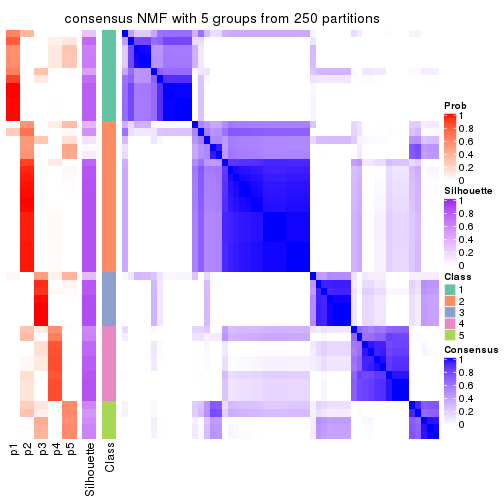 consensus NMF with 5 groups from 250 partitions
Prob
1
0.8
0.6
0.4
0.2
0
Silhouette
1
0.8
0.6
0.4
0.2
0
Class
1
2
3
4
5
Consensus
1
0.8
0.6
0.4
0.2
0
p1
p2
p3
p4
p5
Silhouette
Class